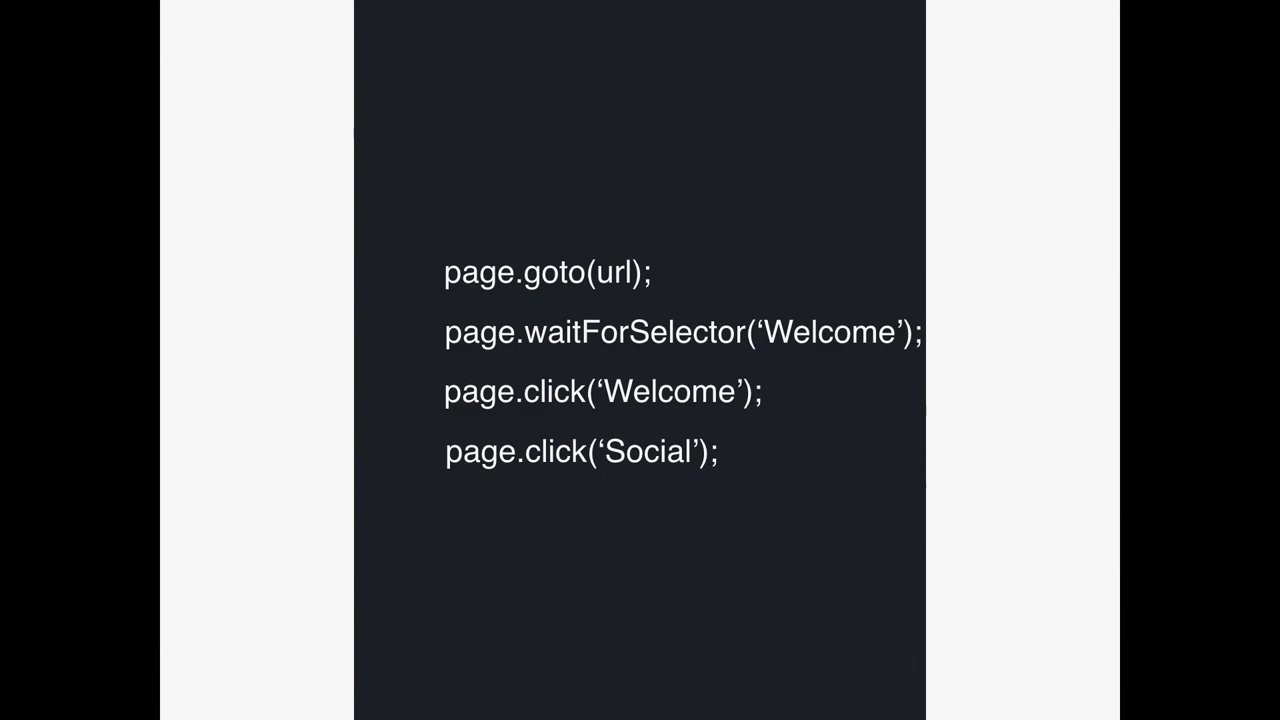 page.goto(url);
page.waitForSelector(‘Welcome’);
page.click(‘Welcome’);
page.click(‘Social’);